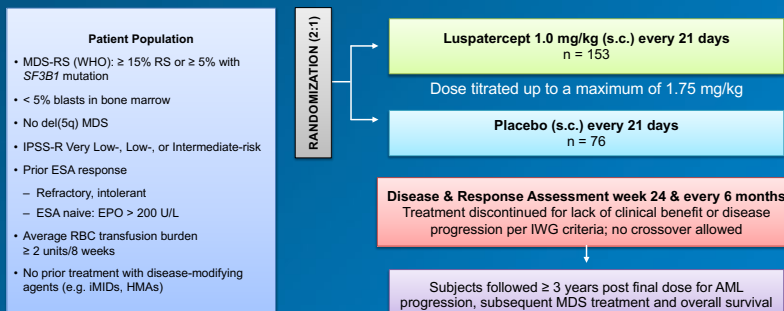 Patient Population
• MDS-RS (WHO): ≥ 15% RS or ≥ 5% with
SF3B1 mutation
• < 5% blasts in bone marrow
• No del(5q) MDS
• IPSS-R Very Low-, Low-, or Intermediate-risk
• Prior ESA response
– Refractory, intolerant
– ESA naive: EPO > 200 U/L
• Average RBC transfusion burden
≥ 2 units/8 weeks
• No prior treatment with disease-modifying
agents (e.g. iMIDs, HMAs)
RANDOMIZATION (2:1)
Luspatercept 1.0 mg/kg (s.c.) every 21 days
n = 153
Dose titrated up to a maximum of 1.75 mg/kg
Placebo (s.c.) every 21 days
n = 76
Disease & Response Assessment week 24 & every 6 months
Treatment discontinued for lack of clinical benefit or disease
progression per IWG criteria; no crossover allowed
Subjects followed ≥ 3 years post final dose for AML
progression, subsequent MDS treatment and overall survival